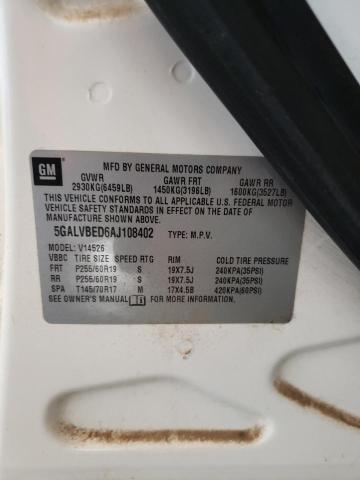 GM
MFD BY GENERAL MOTORS COMPANY
GVWR GAWR FRT GAWR RR
2930KG(6459LB) 1450KG(3196LB) 1600KG(3527LB)
THIS VEHICLE CONFORMS TO ALL APPLICABLE U.S. FEDERAL
MOTOR VEHICLE SAFETY STANDARDS IN EFFECT ON THE DATE OF
MANUFACTURE SHOWN ABOVE.
5GALVBED6AJ108402 TYPE: M.P.V.
MODEL: V14526
VBBC TIRE SIZE SPEED RTG RIM COLD TIRE PRESSURE
FRT P255/60R19 S 19X7.5J 240KPA(35PSI)
RR P255/60R19 S 19X7.5J 240KPA(35PSI)
SPA T145/70R17 M 17X4.5B 420KPA(60PSI)
SEE OWNER'S MANUAL FOR MORE INFORMATION.